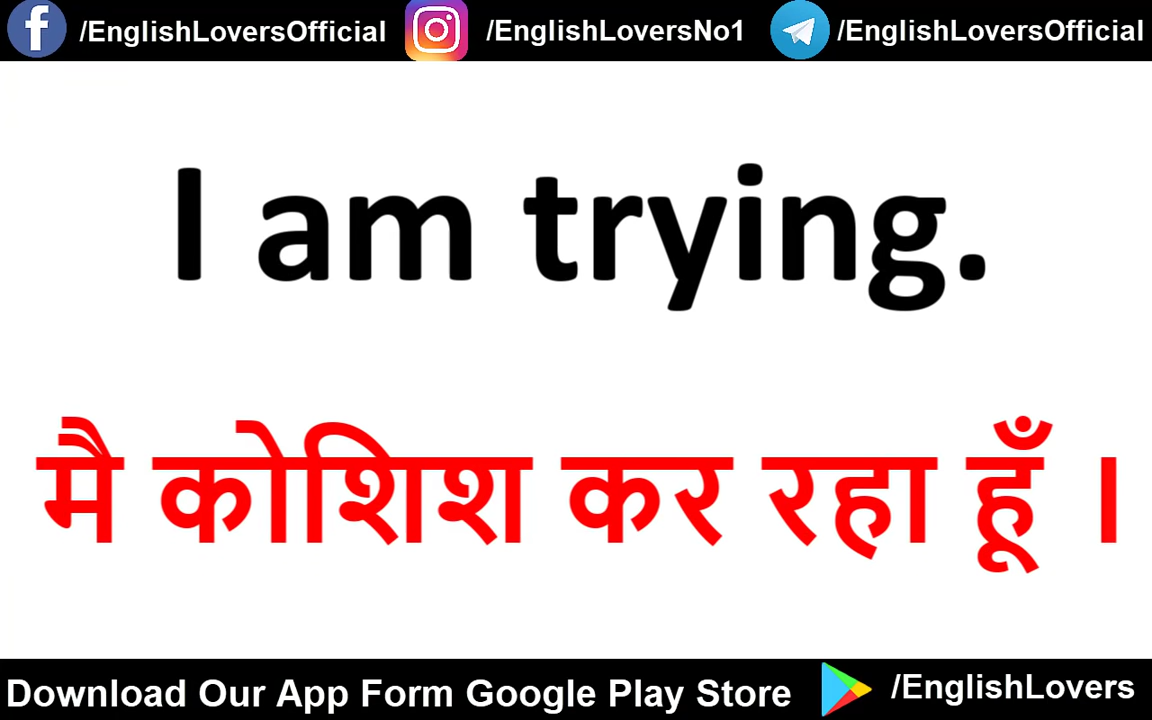 /EnglishLoversOfficial /EnglishLoversNo1 /EnglishLoversOfficial
I am trying.
मै कोशिश कर रहा हूँ ।
Download Our App Form Google Play Store /EnglishLovers